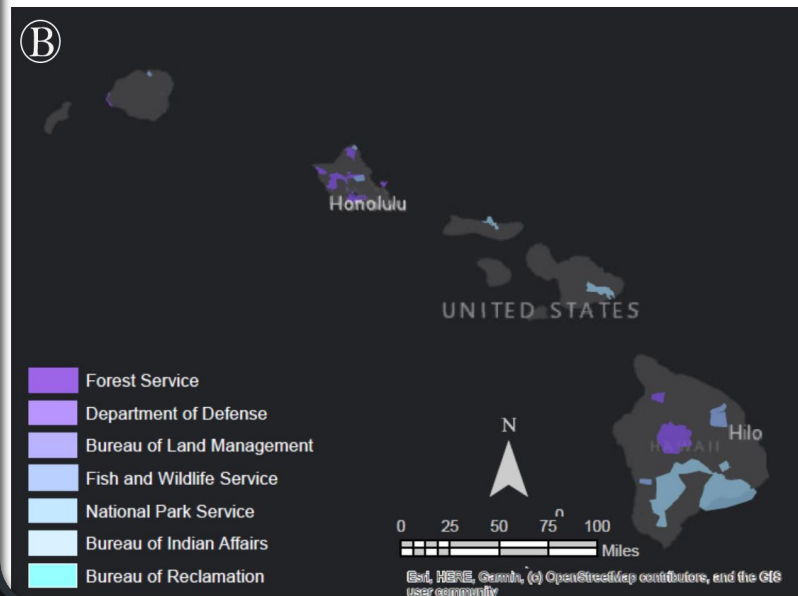 B
Honolulu
UNITED STATES
Forest Service
Department of Defense
Bureau of Land Management
Fish and Wildlife Service
National Park Service
Bureau of Indian Affairs
Bureau of Reclamation
N
Hilo
HAWAII
0 25 50 75 100
Miles
Esri, HERE, Garmin, (c) OpenStreetMap contributors, and the GIS
user community